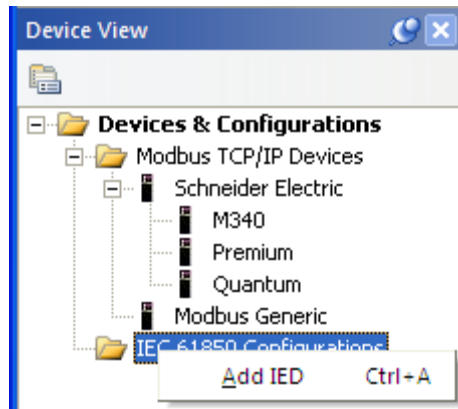 Device View
Devices & Configurations
Modbus TCP/IP Devices
Schneider Electric
M340
Premium
Quantum
Modbus Generic
IEC 61850 Configurations
Add IED Ctrl+A